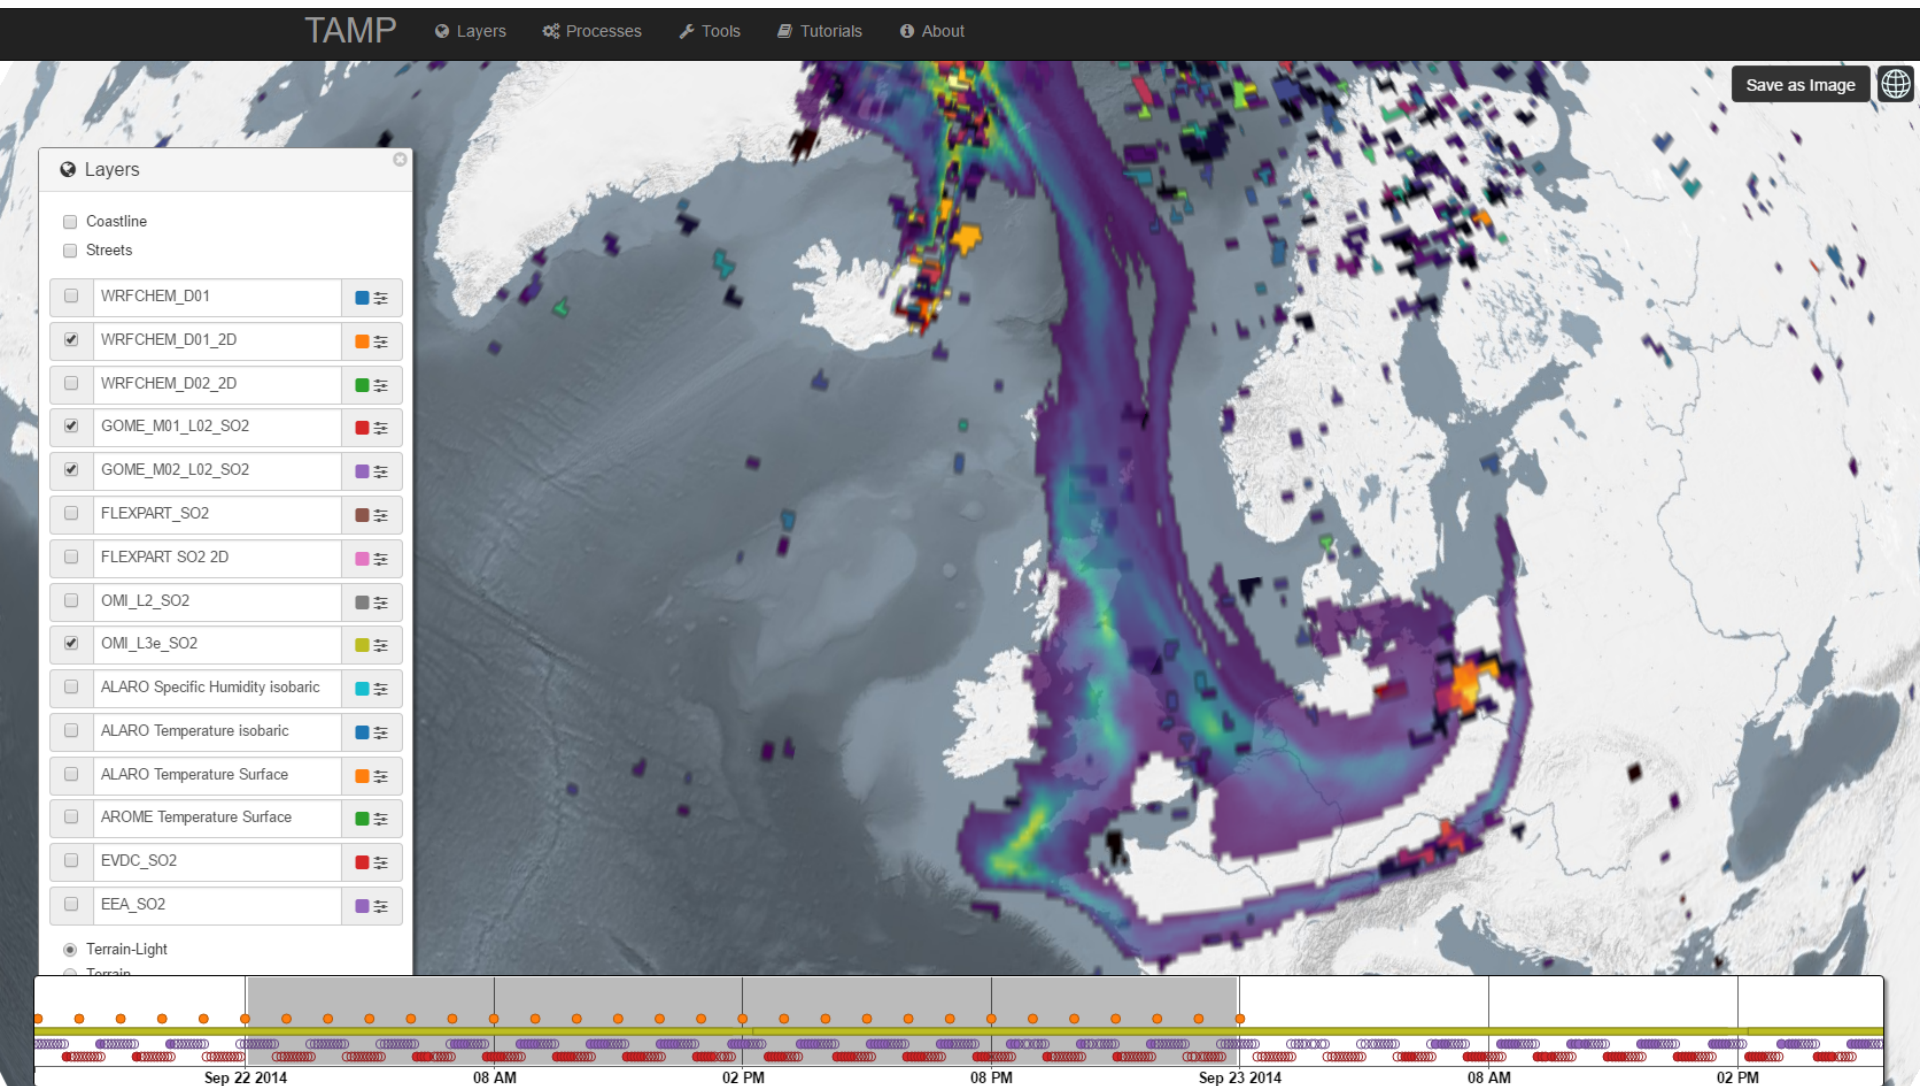 TAMP Layers Processes Tools Tutorials About
Save as Image
Layers
Coastline
Streets
WRFCHEM_D01
WRFCHEM_D01_2D
WRFCHEM_D02_2D
GOME_M01_L02_SO2
GOME_M02_L02_SO2
FLEXPART_SO2
FLEXPART SO2 2D
OMI_L2_SO2
OMI_L3e_SO2
ALARO Specific Humidity isobaric
ALARO Temperature isobaric
ALARO Temperature Surface
AROME Temperature Surface
EVDC_SO2
EEA_SO2
Terrain-Light
Terrain
Sep 22 2014 08 AM 02 PM 08 PM Sep 23 2014 08 AM 02 PM